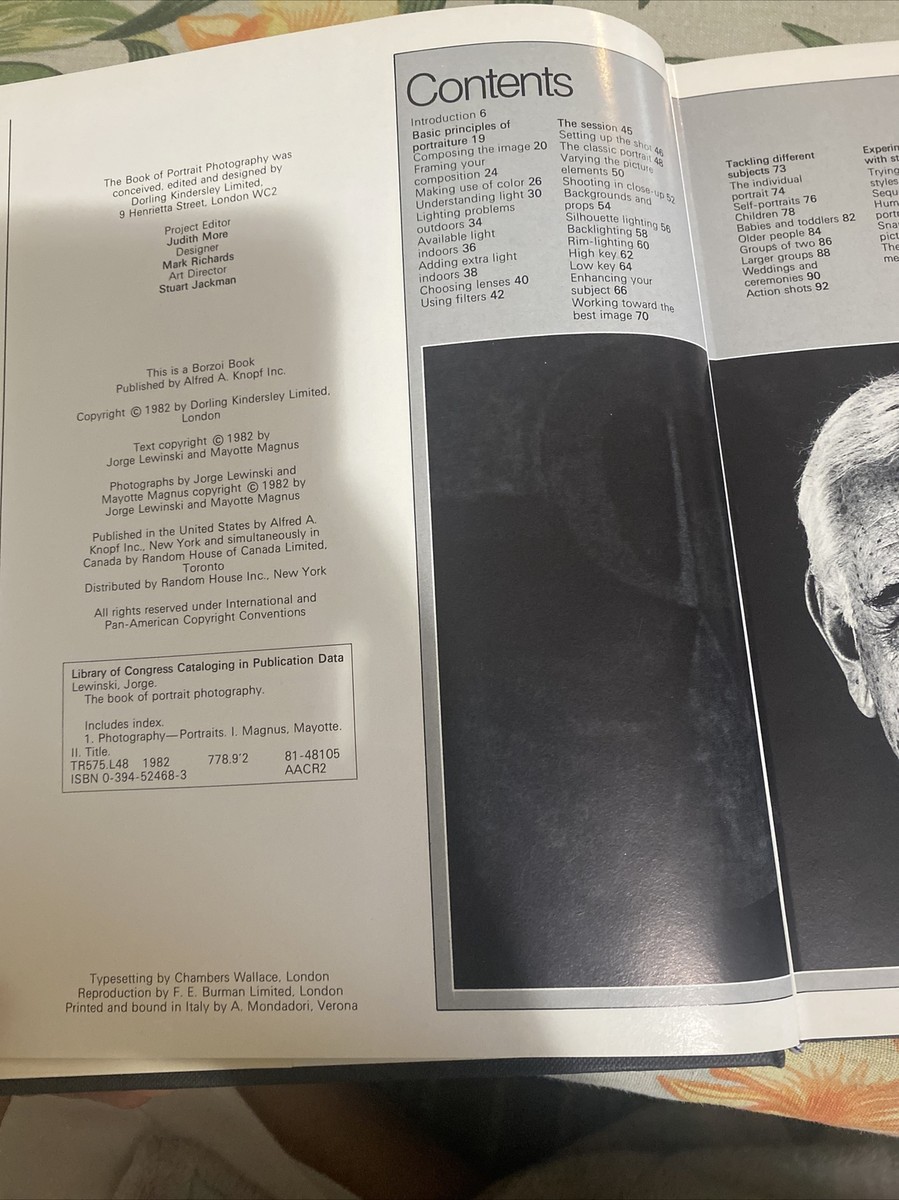 The Book of Portrait Photography was
conceived, edited and designed by
Dorling Kindersley Limited,
9 Henrietta Street, London WC2
Project Editor
Judith More
Designer
Mark Richards
Art Director
Stuart Jackman
This is a Borzoi Book
Published by Alfred A. Knopf Inc.
Copyright © 1982 by Dorling Kindersley Limited,
London
Text copyright © 1982 by
Jorge Lewinski and Mayotte Magnus
Photographs by Jorge Lewinski and
Mayotte Magnus copyright © 1982 by
Jorge Lewinski and Mayotte Magnus
Published in the United States by Alfred A.
Knopf Inc., New York and simultaneously in
Canada by Random House of Canada Limited,
Toronto
Distributed by Random House Inc., New York
All rights reserved under International and
Pan-American Copyright Conventions
Library of Congress Cataloging in Publication Data
Lewinski, Jorge.
The book of portrait photography.
Includes index.
1. Photography—Portraits. I. Magnus, Mayotte.
II. Title.
TR575.L48 1982 778.9'2 81-48105
ISBN 0-394-52468-3 AACR2
Typesetting by Chambers Wallace, London
Reproduction by F. E. Burman Limited, London
Printed and bound in Italy by A. Mondadori, Verona
Contents
Introduction 6
Basic principles of
portraiture 19
Composing the image 20
Framing your
composition 24
Making use of color 26
Understanding light 30
Lighting problems
outdoors 34
Available light
indoors 36
Adding extra light
indoors 38
Choosing lenses 40
Using filters 42
The session 45
Setting up the shot 46
The classic portrait 48
Varying the picture
elements 50
Shooting in close-up 52
Backgrounds and
props 54
Silhouette lighting 56
Backlighting 58
Rim-lighting 60
High key 62
Low key 64
Enhancing your
subject 66
Working toward the
best image 70
Tackling different
subjects 73
The individual
portrait 74
Self-portraits 76
Children 78
Babies and toddlers 82
Older people 84
Groups of two 86
Larger groups 88
Weddings and
ceremonies 90
Action shots 92
Experin
with st
Trying
styles
Sequ
Hum
portr
Sna
pict
The
me